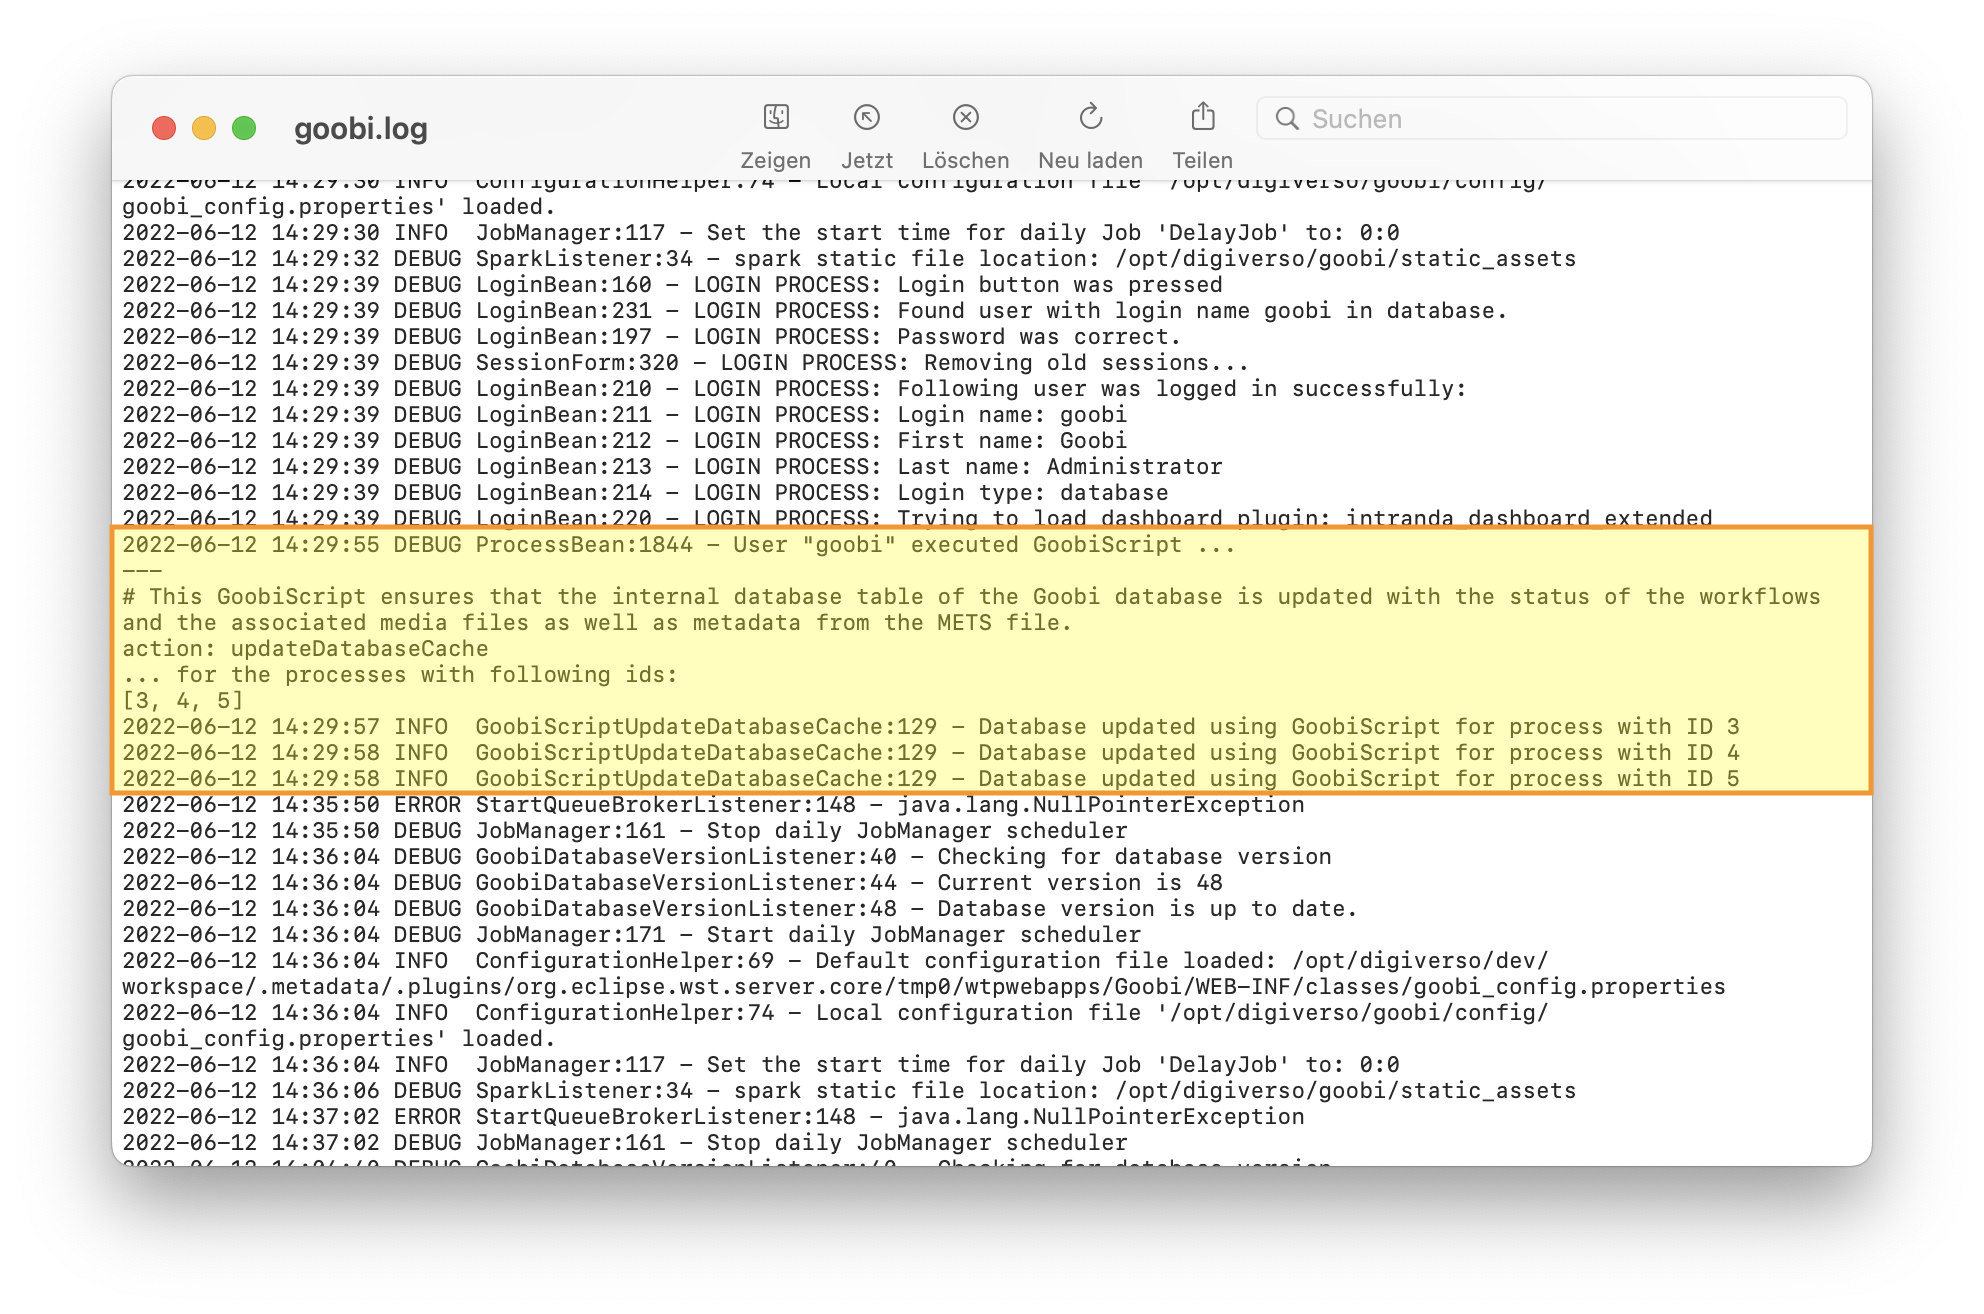 goobi.log
Zeigen
Jetzt
Löschen
Neu laden
Teilen
Suchen
2022-06-12 14:29:30 INFO  ConfigurationHelper:74 - Local configuration file '/opt/digiverso/goobi/config/
goobi_config.properties' loaded.
2022-06-12 14:29:30 INFO  JobManager:117 - Set the start time for daily Job 'DelayJob' to: 0:0
2022-06-12 14:29:32 DEBUG SparkListener:34 - spark static file location: /opt/digiverso/goobi/static_assets
2022-06-12 14:29:39 DEBUG LoginBean:160 - LOGIN PROCESS: Login button was pressed
2022-06-12 14:29:39 DEBUG LoginBean:231 - LOGIN PROCESS: Found user with login name goobi in database.
2022-06-12 14:29:39 DEBUG LoginBean:197 - LOGIN PROCESS: Password was correct.
2022-06-12 14:29:39 DEBUG SessionForm:320 - LOGIN PROCESS: Removing old sessions...
2022-06-12 14:29:39 DEBUG LoginBean:210 - LOGIN PROCESS: Following user was logged in successfully:
2022-06-12 14:29:39 DEBUG LoginBean:211 - LOGIN PROCESS: Login name: goobi
2022-06-12 14:29:39 DEBUG LoginBean:212 - LOGIN PROCESS: First name: Goobi
2022-06-12 14:29:39 DEBUG LoginBean:213 - LOGIN PROCESS: Last name: Administrator
2022-06-12 14:29:39 DEBUG LoginBean:214 - LOGIN PROCESS: Login type: database
2022-06-12 14:29:39 DEBUG LoginBean:220 - LOGIN PROCESS: Trying to load dashboard plugin: intranda_dashboard_extended
2022-06-12 14:29:55 DEBUG ProcessBean:1844 - User "goobi" executed GoobiScript ...
---
# This GoobiScript ensures that the internal database table of the Goobi database is updated with the status of the workflows
and the associated media files as well as metadata from the METS file.
action: updateDatabaseCache
... for the processes with following ids:
[3, 4, 5]
2022-06-12 14:29:57 INFO  GoobiScriptUpdateDatabaseCache:129 - Database updated using GoobiScript for process with ID 3
2022-06-12 14:29:58 INFO  GoobiScriptUpdateDatabaseCache:129 - Database updated using GoobiScript for process with ID 4
2022-06-12 14:29:58 INFO  GoobiScriptUpdateDatabaseCache:129 - Database updated using GoobiScript for process with ID 5
2022-06-12 14:35:50 ERROR StartQueueBrokerListener:148 - java.lang.NullPointerException
2022-06-12 14:35:50 DEBUG JobManager:161 - Stop daily JobManager scheduler
2022-06-12 14:36:04 DEBUG GoobiDatabaseVersionListener:40 - Checking for database version
2022-06-12 14:36:04 DEBUG GoobiDatabaseVersionListener:44 - Current version is 48
2022-06-12 14:36:04 DEBUG GoobiDatabaseVersionListener:48 - Database version is up to date.
2022-06-12 14:36:04 DEBUG JobManager:171 - Start daily JobManager scheduler
2022-06-12 14:36:04 INFO  ConfigurationHelper:69 - Default configuration file loaded: /opt/digiverso/dev/
workspace/.metadata/.plugins/org.eclipse.wst.server.core/tmp0/wtpwebapps/Goobi/WEB-INF/classes/goobi_config.properties
2022-06-12 14:36:04 INFO  ConfigurationHelper:74 - Local configuration file '/opt/digiverso/goobi/config/
goobi_config.properties' loaded.
2022-06-12 14:36:04 INFO  JobManager:117 - Set the start time for daily Job 'DelayJob' to: 0:0
2022-06-12 14:36:06 DEBUG SparkListener:34 - spark static file location: /opt/digiverso/goobi/static_assets
2022-06-12 14:37:02 ERROR StartQueueBrokerListener:148 - java.lang.NullPointerException
2022-06-12 14:37:02 DEBUG JobManager:161 - Stop daily JobManager scheduler